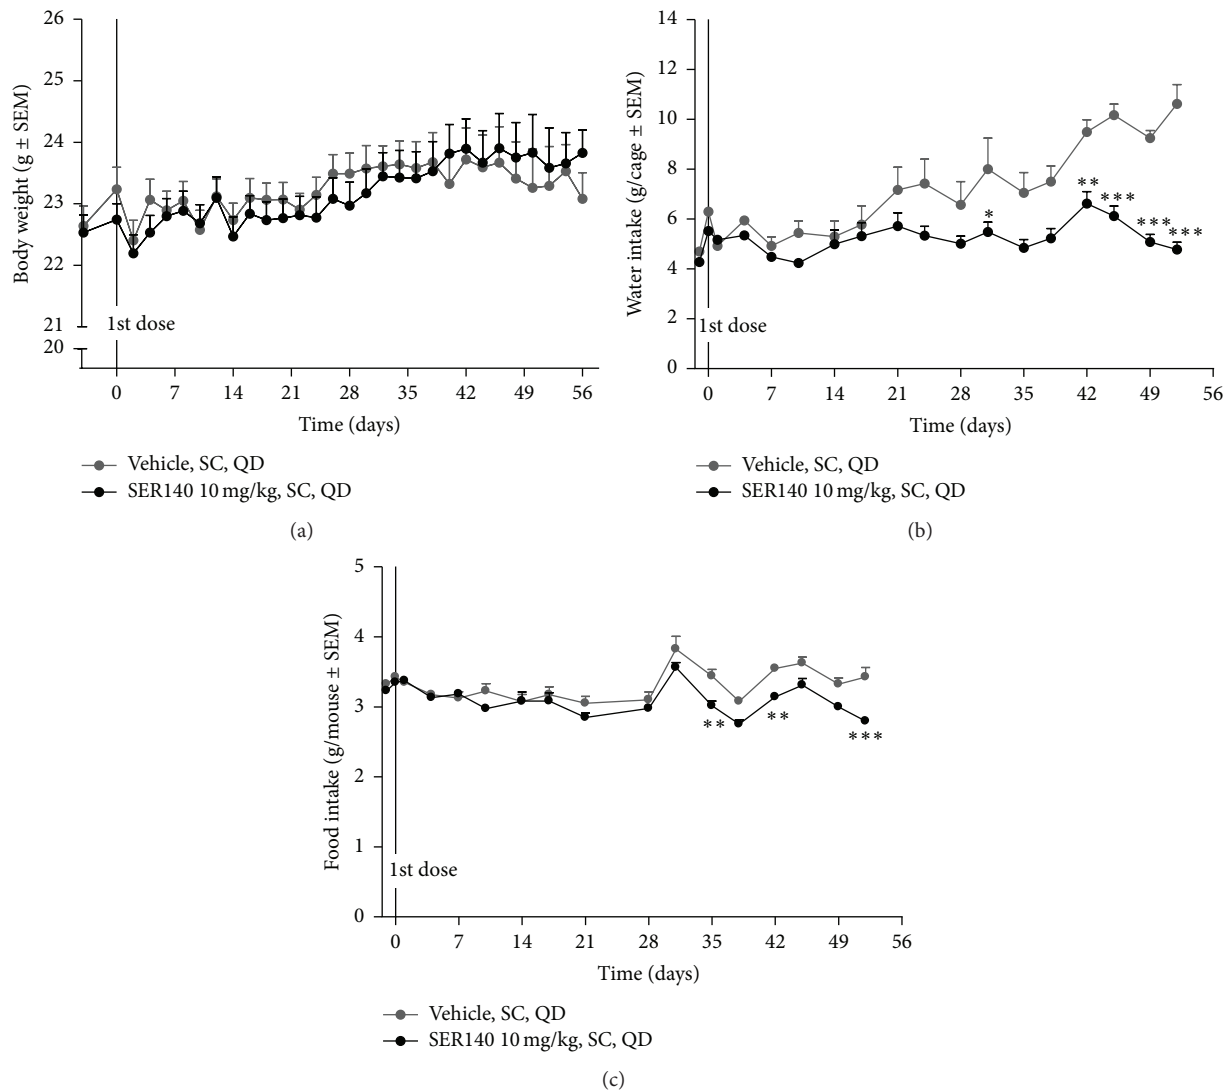 26
25
24
23
22
21
20
Body weight (g ± SEM)
1st dose
0 7 14 21 28 35 42 49 56
Time (days)
Vehicle, SC, QD
SER140 10 mg/kg, SC, QD
(a)
14
12
10
8
6
4
2
0
Water intake (g/cage ± SEM)
*
** ***
***
***
1st dose
0 7 14 21 28 35 42 49 56
Time (days)
Vehicle, SC, QD
SER140 10 mg/kg, SC, QD
(b)
5
4
3
2
1
0
Food intake (g/mouse ± SEM)
** **
***
1st dose
0 7 14 21 28 35 42 49 56
Time (days)
Vehicle, SC, QD
SER140 10 mg/kg, SC, QD
(c)